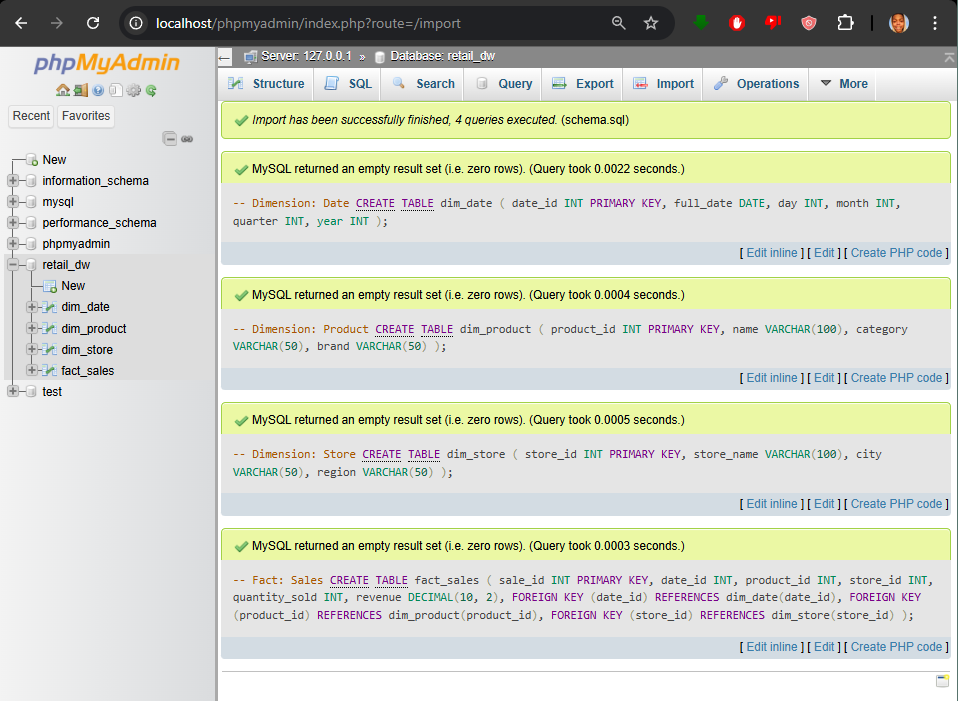 localhost/phpmyadmin/index.php?route=/import
phpMyAdmin
Recent Favorites
New
information_schema
mysql
performance_schema
phpmyadmin
retail_dw
New
dim_date
dim_product
dim_store
fact_sales
test
Server: 127.0.0.1 » Database: retail_dw
Structure SQL Search Query Export Import Operations More
Import has been successfully finished, 4 queries executed. (schema.sql)
MySQL returned an empty result set (i.e. zero rows). (Query took 0.0022 seconds.)
-- Dimension: Date CREATE TABLE dim_date ( date_id INT PRIMARY KEY, full_date DATE, day INT, month INT,
quarter INT, year INT );
[ Edit inline ] [ Edit ] [ Create PHP code ]
MySQL returned an empty result set (i.e. zero rows). (Query took 0.0004 seconds.)
-- Dimension: Product CREATE TABLE dim_product ( product_id INT PRIMARY KEY, name VARCHAR(100), category
VARCHAR(50), brand VARCHAR(50) );
[ Edit inline ] [ Edit ] [ Create PHP code ]
MySQL returned an empty result set (i.e. zero rows). (Query took 0.0005 seconds.)
-- Dimension: Store CREATE TABLE dim_store ( store_id INT PRIMARY KEY, store_name VARCHAR(100), city
VARCHAR(50), region VARCHAR(50) );
[ Edit inline ] [ Edit ] [ Create PHP code ]
MySQL returned an empty result set (i.e. zero rows). (Query took 0.0003 seconds.)
-- Fact: Sales CREATE TABLE fact_sales ( sale_id INT PRIMARY KEY, date_id INT, product_id INT, store_id INT,
quantity_sold INT, revenue DECIMAL(10, 2), FOREIGN KEY (date_id) REFERENCES dim_date(date_id), FOREIGN KEY
(product_id) REFERENCES dim_product(product_id), FOREIGN KEY (store_id) REFERENCES dim_store(store_id) );
[ Edit inline ] [ Edit ] [ Create PHP code ]